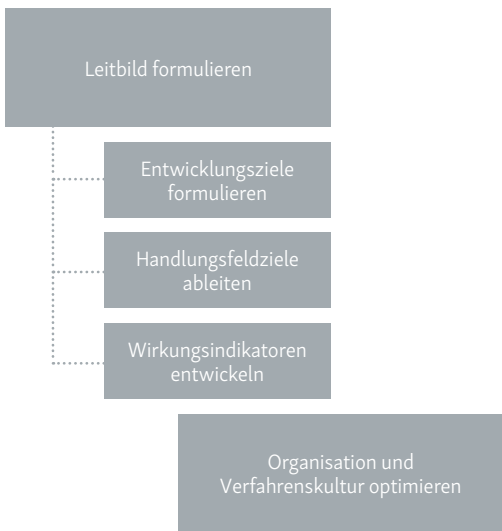 Leitbild formulieren
Entwicklungsziele
formulieren
Handlungsfeldziele
ableiten
Wirkungsindikatoren
entwickeln
Organisation und
Verfahrenskultur optimieren